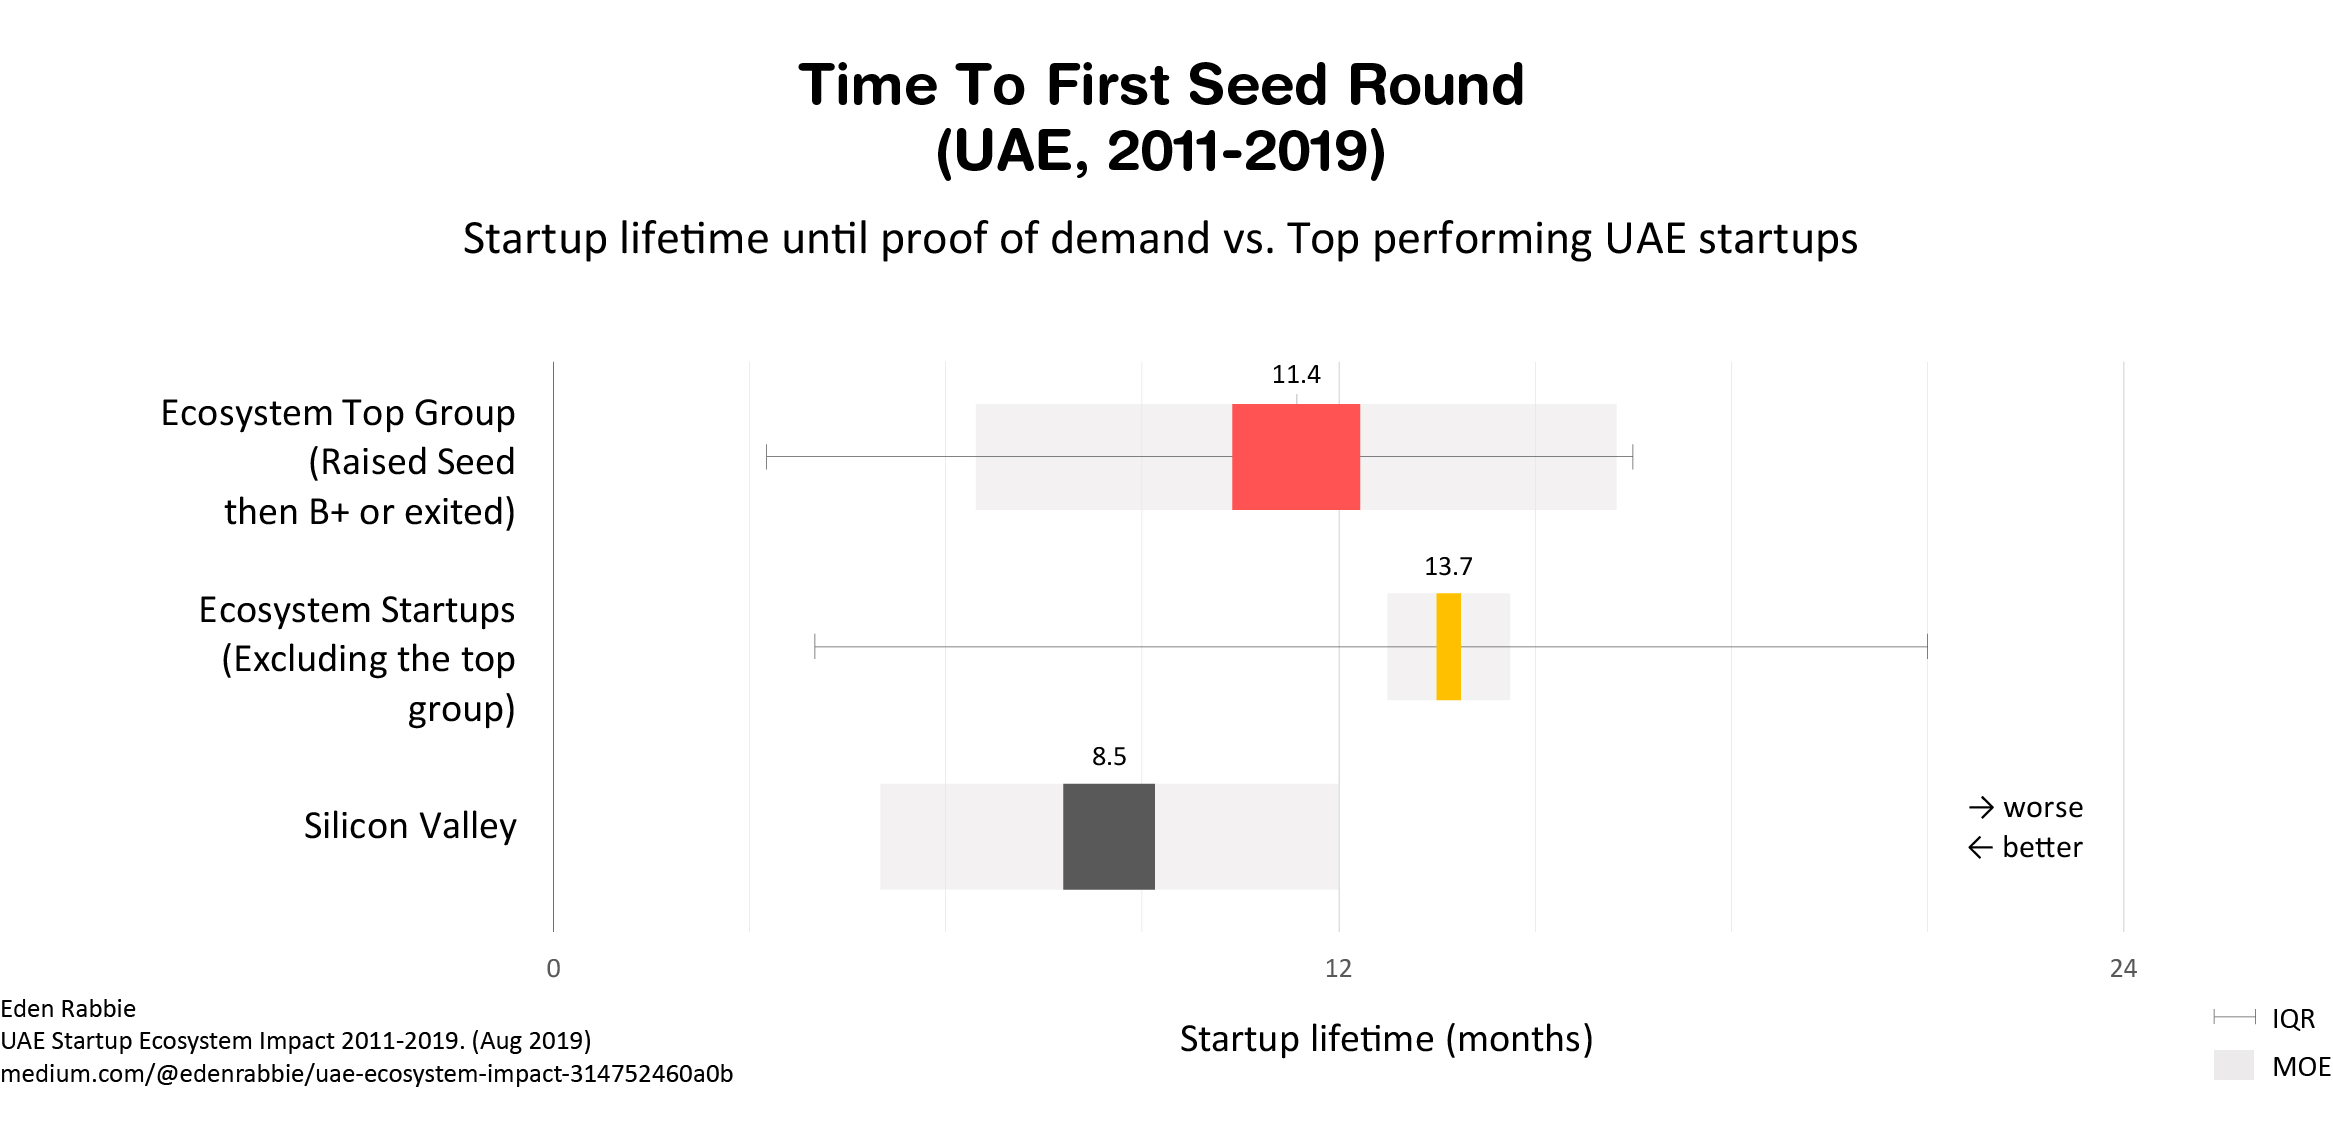 Time To First Seed Round
(UAE, 2011-2019)
Startup lifetime until proof of demand vs. Top performing UAE startups
11.4
Ecosystem Top Group
(Raised Seed
then B+ or exited)
13.7
Ecosystem Startups
(Excluding the top
group)
8.5
Silicon Valley
→ worse
← better
0 12 24
Startup lifetime (months)
Eden Rabbie
UAE Startup Ecosystem Impact 2011-2019. (Aug 2019)
medium.com/@edenrabbie/uae-ecosystem-impact-314752460a0b
IQR
MOE